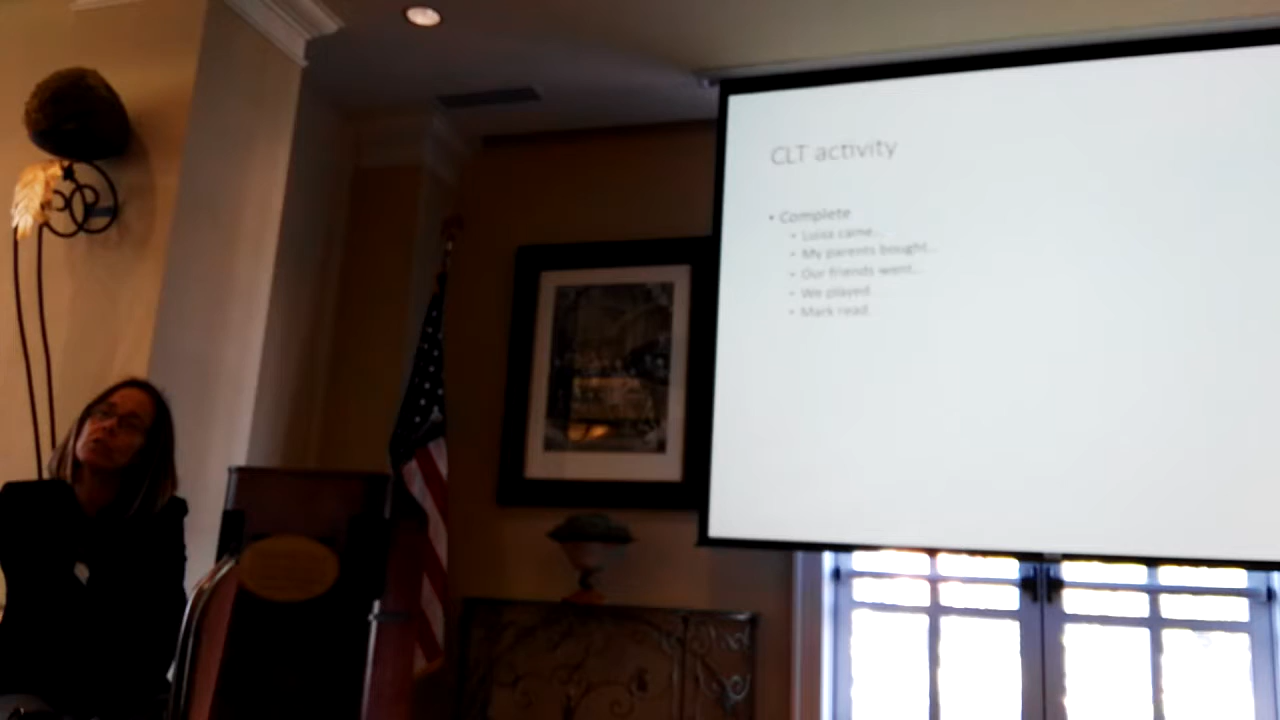 CLT activity
• Complete
• Luisa came...
• My parents bought...
• Our friends went...
• We played...
• Mark read